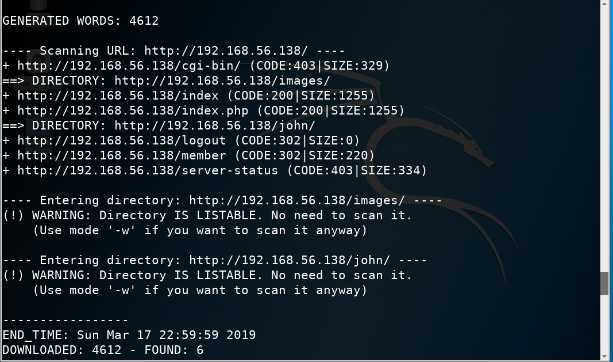 GENERATED WORDS: 4612
---- Scanning URL: http://192.168.56.138/ ----
+ http://192.168.56.138/cgi-bin/ (CODE:403|SIZE:329)
==> DIRECTORY: http://192.168.56.138/images/
+ http://192.168.56.138/index (CODE:200|SIZE:1255)
+ http://192.168.56.138/index.php (CODE:200|SIZE:1255)
==> DIRECTORY: http://192.168.56.138/john/
+ http://192.168.56.138/logout (CODE:302|SIZE:0)
+ http://192.168.56.138/member (CODE:302|SIZE:220)
+ http://192.168.56.138/server-status (CODE:403|SIZE:334)
---- Entering directory: http://192.168.56.138/images/ ----
(!) WARNING: Directory IS LISTABLE. No need to scan it.
(Use mode '-w' if you want to scan it anyway)
---- Entering directory: http://192.168.56.138/john/ ----
(!) WARNING: Directory IS LISTABLE. No need to scan it.
(Use mode '-w' if you want to scan it anyway)
-----------------
END_TIME: Sun Mar 17 22:59:59 2019
DOWNLOADED: 4612 - FOUND: 6